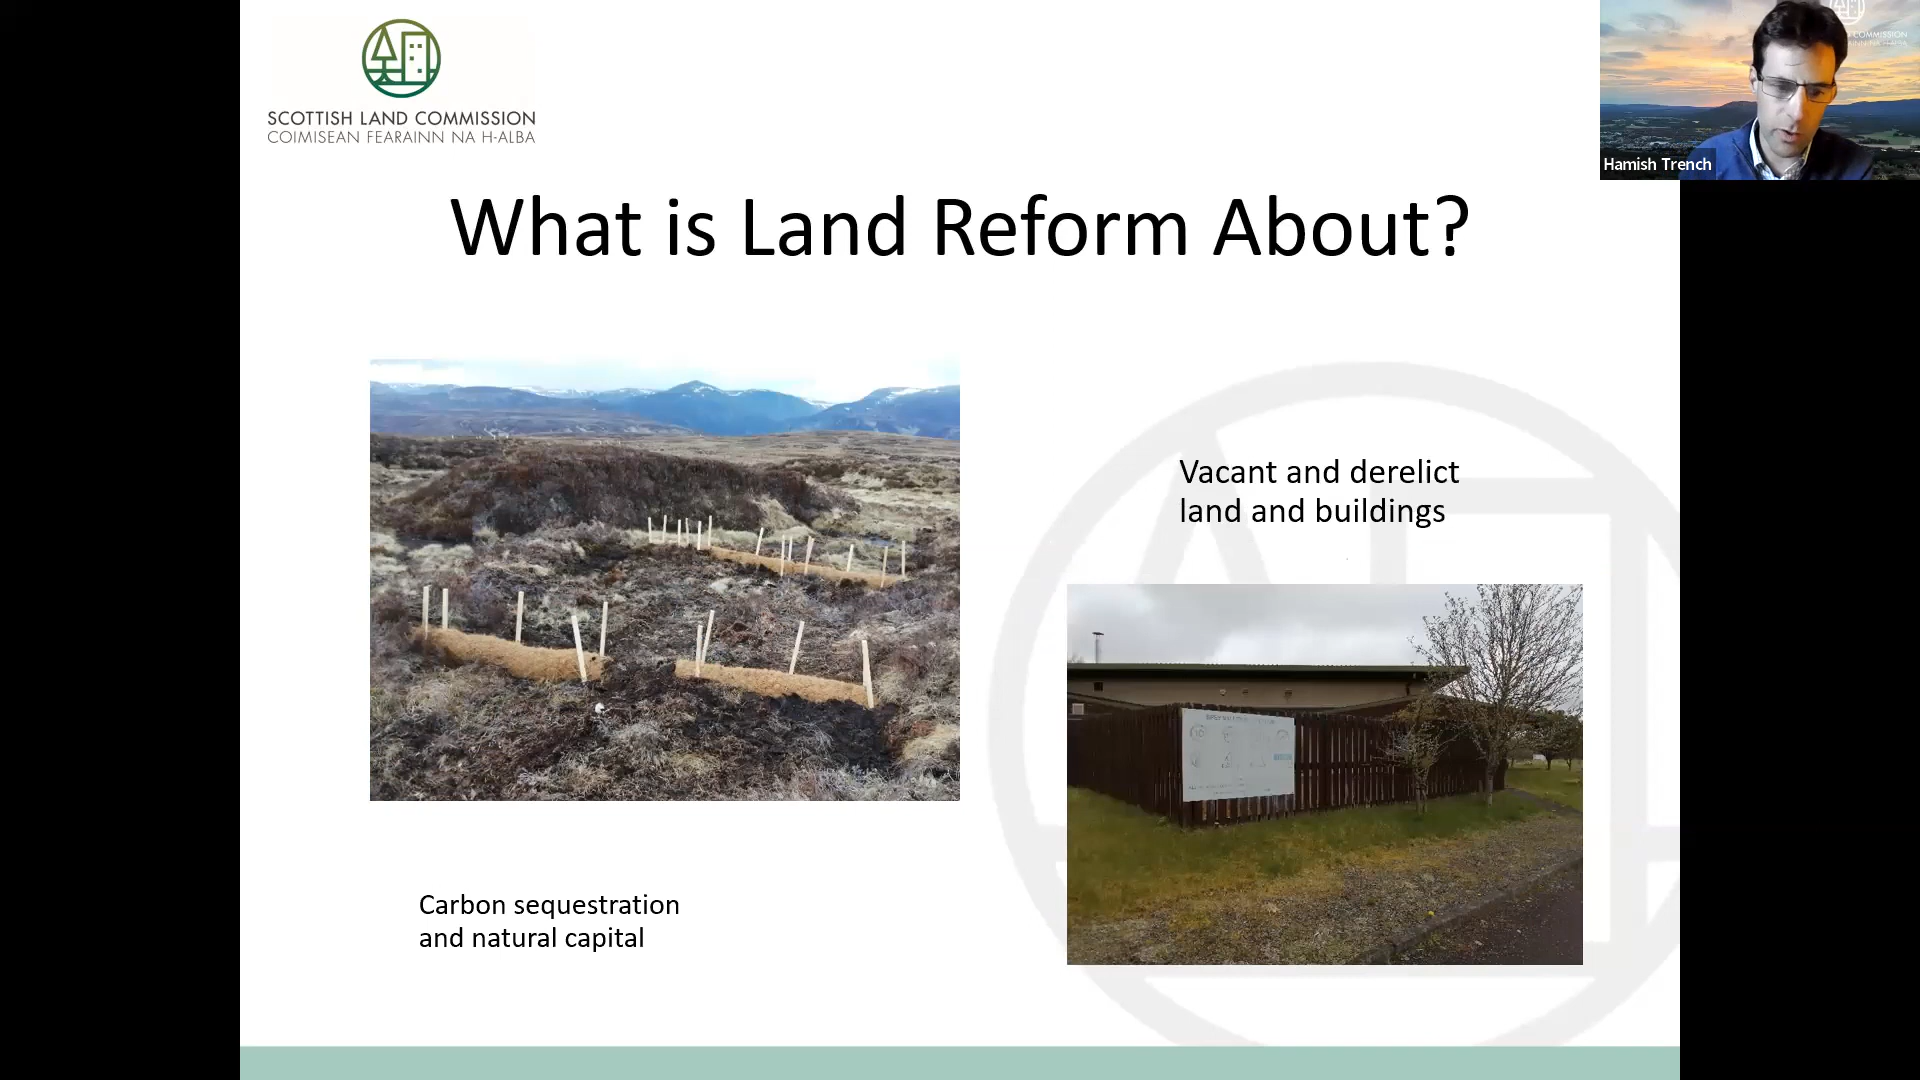 SCOTTISH LAND COMMISSION
COIMISEAN FEARAINN NA H-ALBA
Hamish Trench
What is Land Reform About?
Vacant and derelict
land and buildings
Carbon sequestration
and natural capital